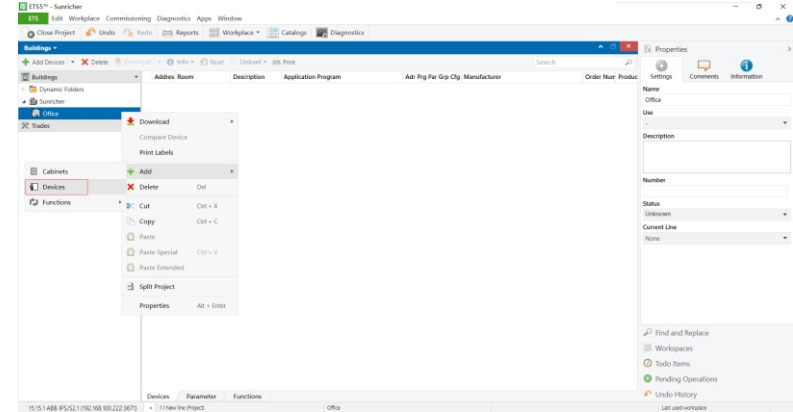 ETS5™ - Sunricher
ETS Edit Workplace Commissioning Diagnostics Apps Window
Close Project Undo Redo Reports Workplace Catalogs Diagnostics
Buildings
Add Devices Delete Download Info Reset Unload Print Search
Buildings
Addres Room Description Application Program Adr Prg Par Grp Cfg Manufacturer Order Num Produc
Dynamic Folders
Sunricher
Office
Trades
Download
Compare Device
Print Labels
Add
Delete Del
Cut Ctrl + X
Copy Ctrl + C
Paste
Paste Special Ctrl + V
Paste Extended
Split Project
Properties Alt + Enter
Cabinets
Devices
Functions
Properties
Settings Comments Information
Name
Office
Use
-
Description
Number
Status
Unknown
Current Line
None
Find and Replace
Workspaces
Todo Items
Pending Operations
Undo History
Devices Parameter Functions
15.15.1 ABB IPS/S2.1 (192.168.100.222:3671) 1.1 New line (Project) Office Last used workspace